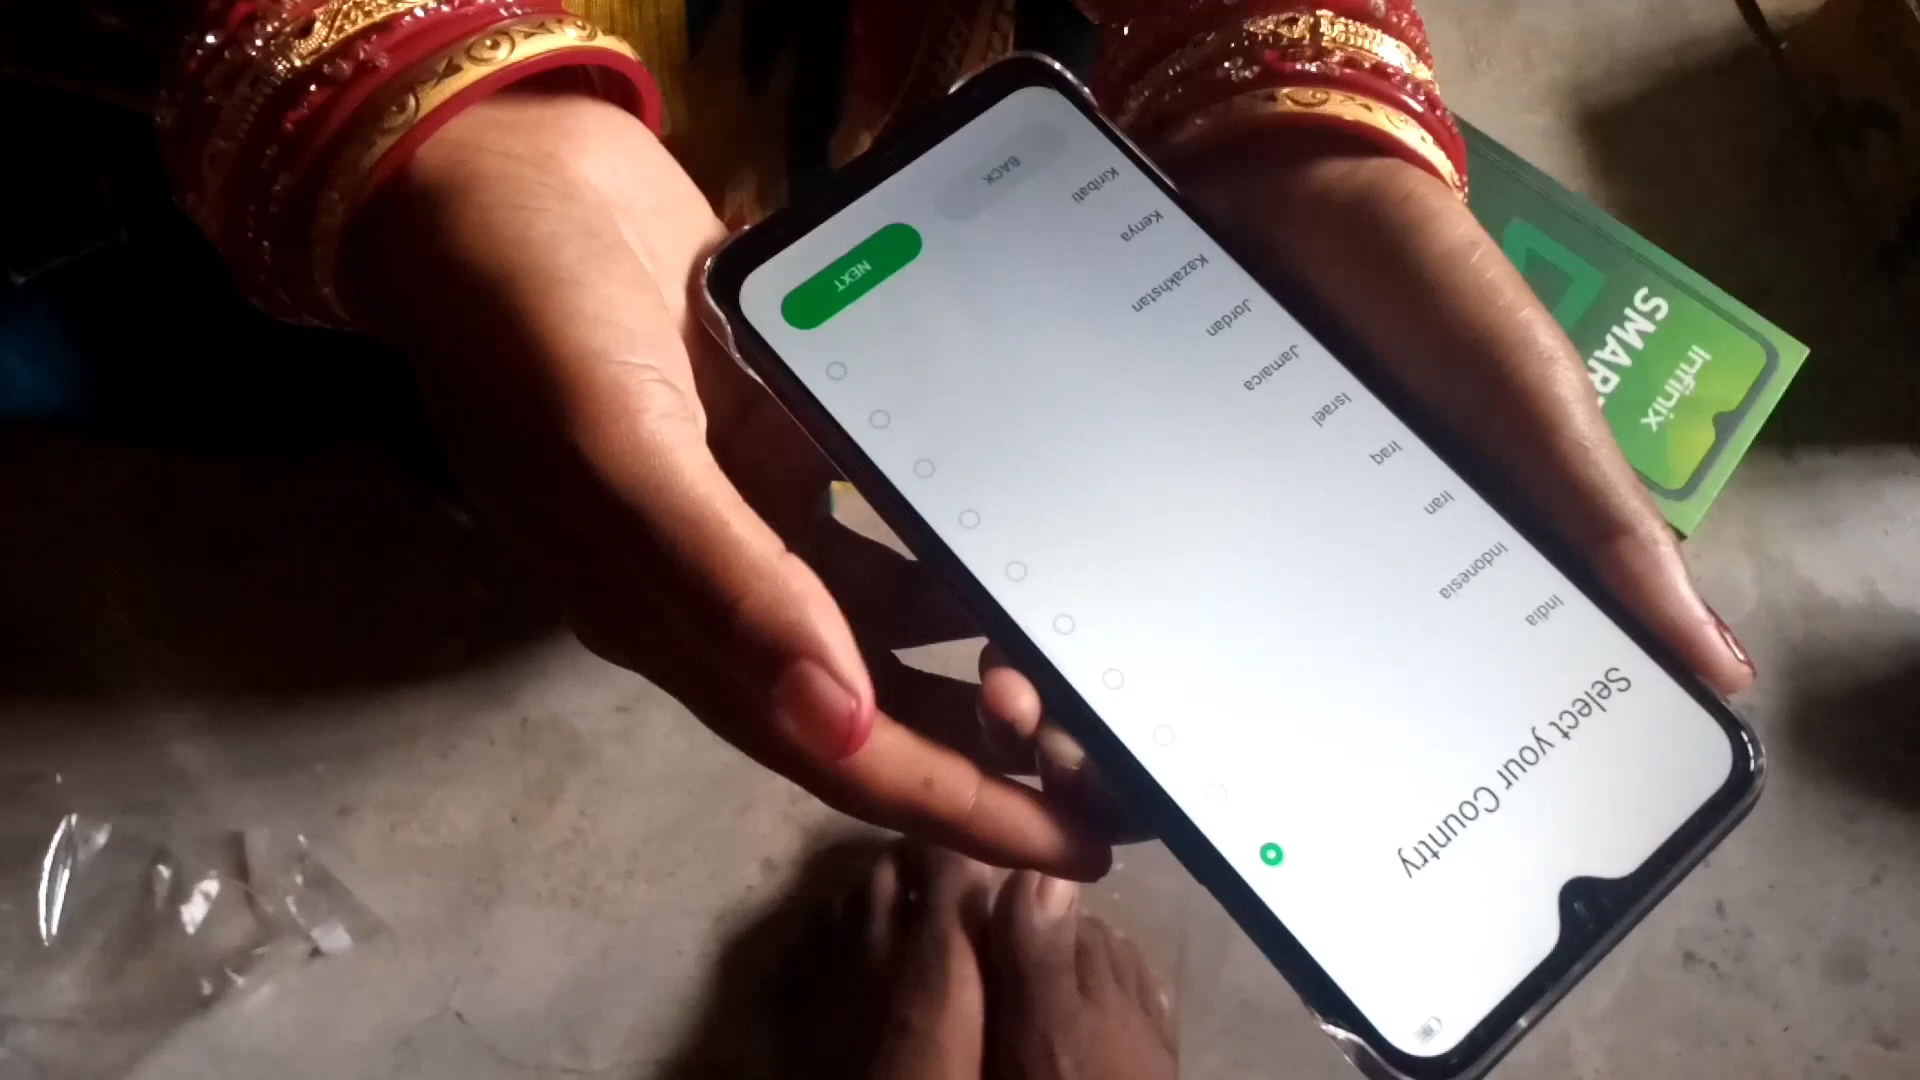 Select your Country
India
Indonesia
Iran
Iraq
Israel
Jamaica
Jordan
Kazakhstan
Kenya
Kiribati
BACK
NEXT
Infinix
SMAR